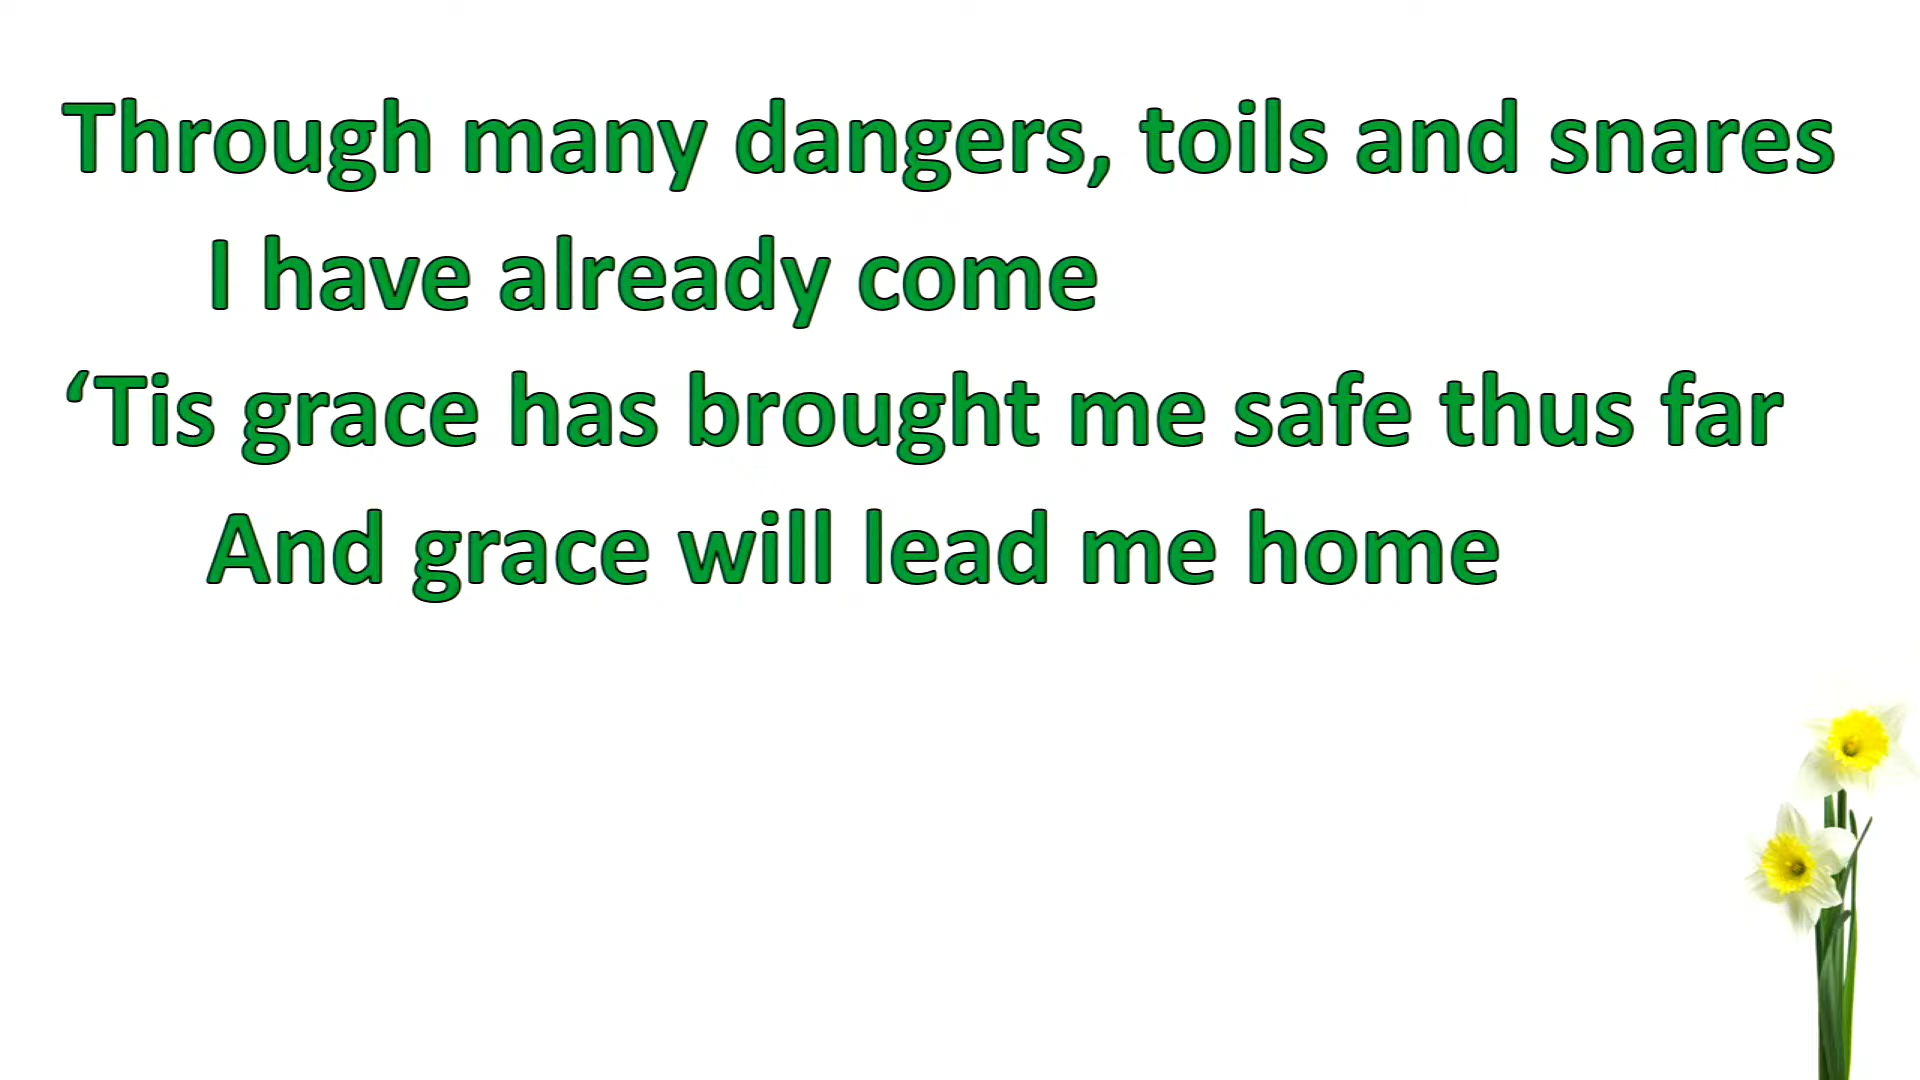 Through many dangers, toils and snares
I have already come
‘Tis grace has brought me safe thus far
And grace will lead me home